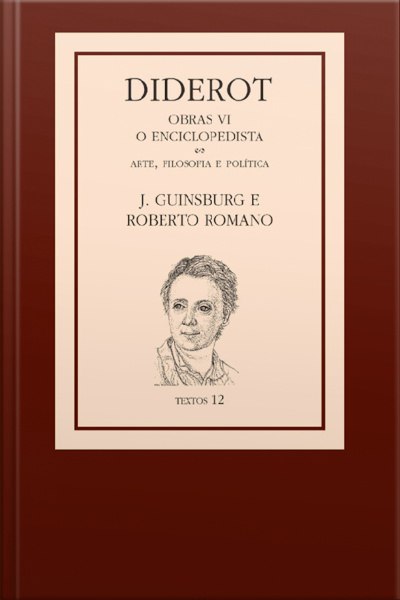 DIDEROT
OBRAS VI
O ENCICLOPEDISTA
ARTE, FILOSOFIA E POLÍTICA
J. GUINSBURG E
ROBERTO ROMANO
TEXTOS 12